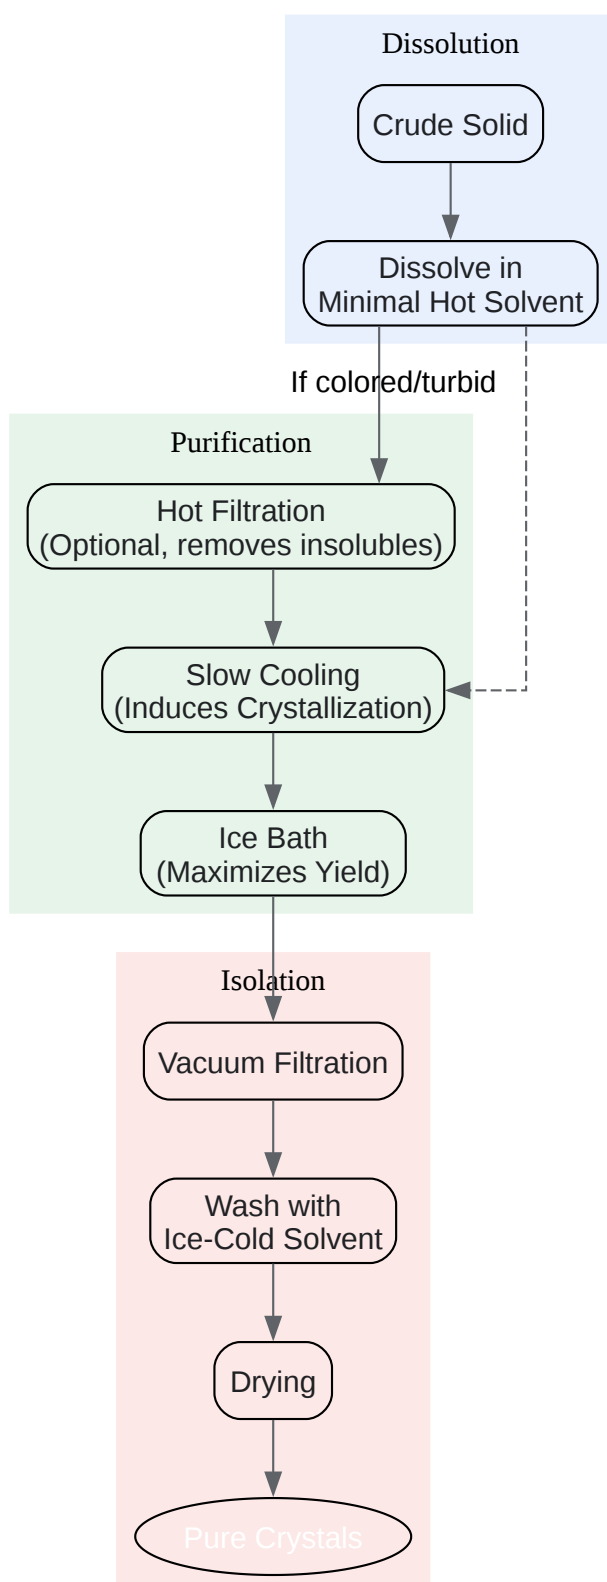 Dissolution
Crude Solid
Dissolve in
Minimal Hot Solvent
If colored/turbid
Purification
Hot Filtration
(Optional, removes insolubles)
Slow Cooling
(Induces Crystallization)
Ice Bath
(Maximizes Yield)
Isolation
Vacuum Filtration
Wash with
Ice-Cold Solvent
Drying
Pure Crystals